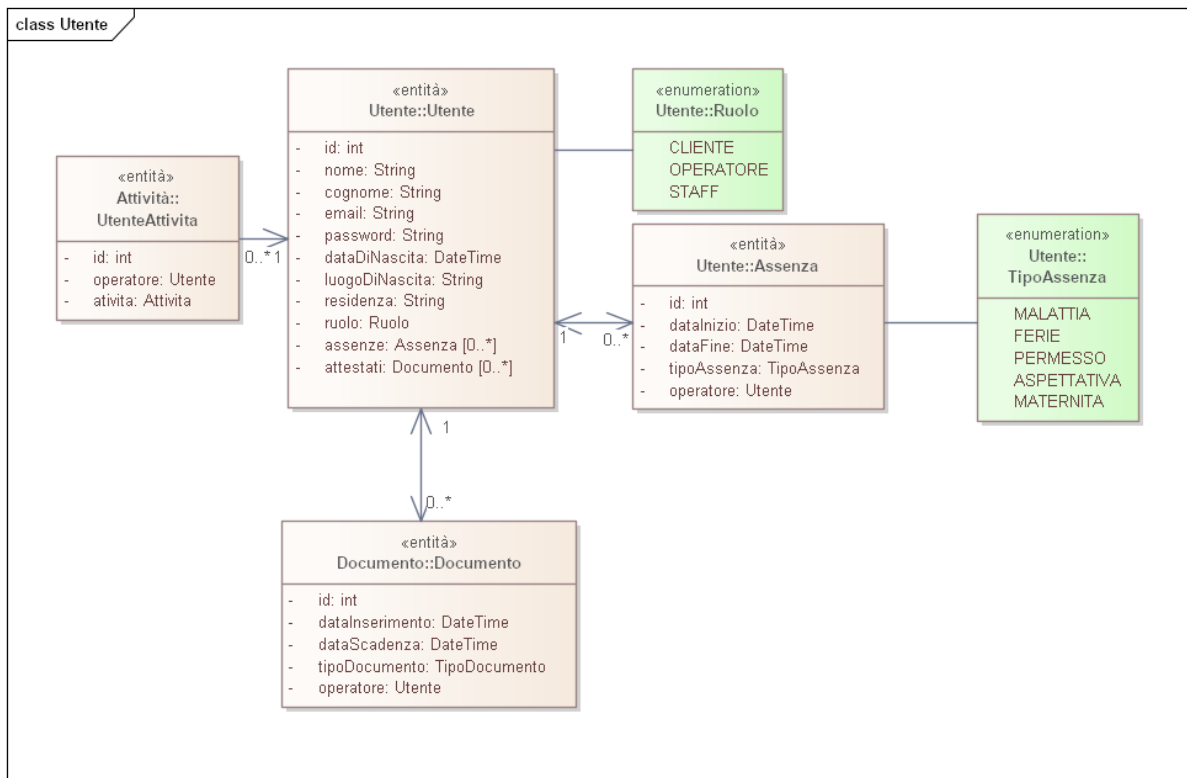 class Utente
«entità»
Utente::Utente
- id: int
- nome: String
- cognome: String
- email: String
- password: String
- dataDiNascita: DateTime
- luogoDiNascita: String
- residenza: String
- ruolo: Ruolo
- assenze: Assenza [0..*]
- attestati: Documento [0..*]
«enumeration»
Utente::Ruolo
CLIENTE
OPERATORE
STAFF
«entità»
Attività::
UtenteAttivita
- id: int
- operatore: Utente
- ativita: Attivita
0..*
1
«entità»
Utente::Assenza
- id: int
- dataInizio: DateTime
- dataFine: DateTime
- tipoAssenza: TipoAssenza
- operatore: Utente
1
0..*
«enumeration»
Utente::
TipoAssenza
MALATTIA
FERIE
PERMESSO
ASPETTATIVA
MATERNITA
1
0..*
«entità»
Documento::Documento
- id: int
- dataInserimento: DateTime
- dataScadenza: DateTime
- tipoDocumento: TipoDocumento
- operatore: Utente